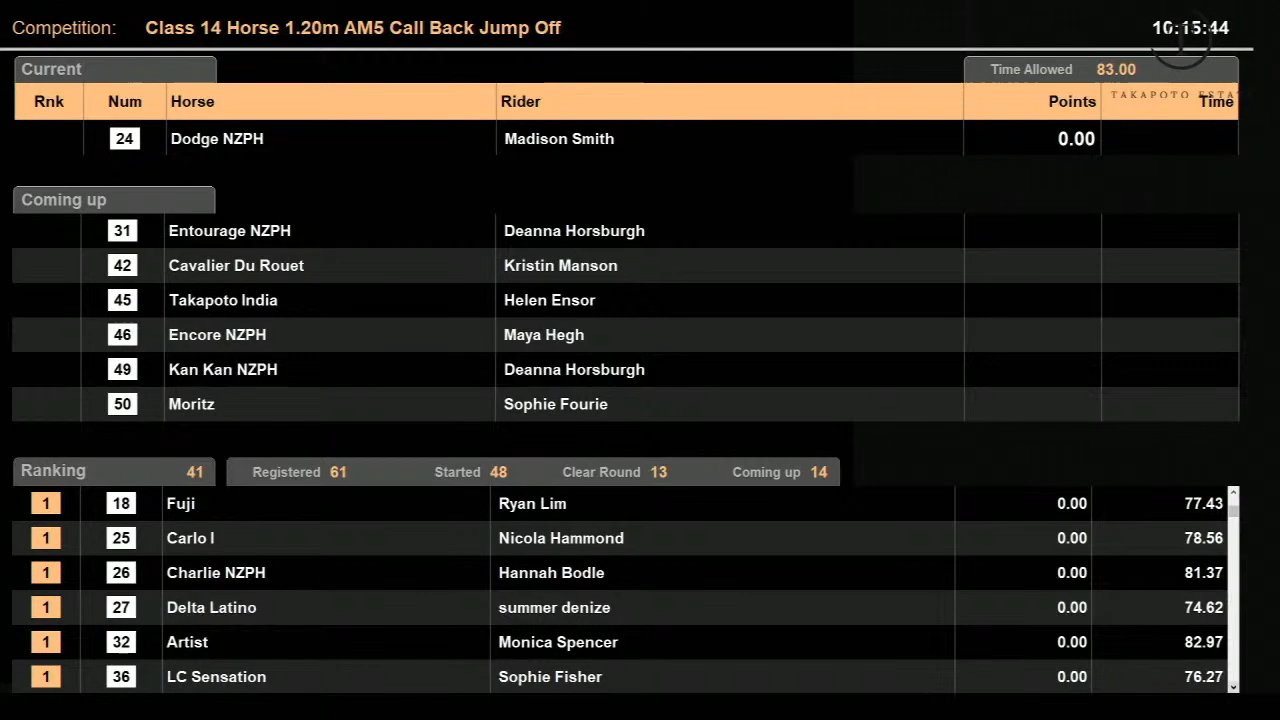 Competition: Class 14 Horse 1.20m AM5 Call Back Jump Off 10:15:44
Current Time Allowed 83.00
Rnk Num Horse Rider Points Time
TAKAPOTO ESTA
24 Dodge NZPH Madison Smith 0.00
Coming up
31 Entourage NZPH Deanna Horsburgh
42 Cavalier Du Rouet Kristin Manson
45 Takapoto India Helen Ensor
46 Encore NZPH Maya Hegh
49 Kan Kan NZPH Deanna Horsburgh
50 Moritz Sophie Fourie
Ranking 41 Registered 61 Started 48 Clear Round 13 Coming up 14
1 18 Fuji Ryan Lim 0.00 77.43
1 25 Carlo I Nicola Hammond 0.00 78.56
1 26 Charlie NZPH Hannah Bodle 0.00 81.37
1 27 Delta Latino summer denize 0.00 74.62
1 32 Artist Monica Spencer 0.00 82.97
1 36 LC Sensation Sophie Fisher 0.00 76.27